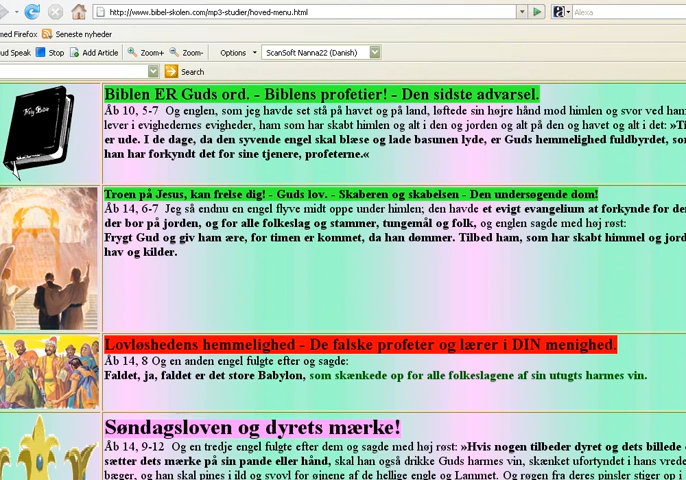 http://www.bibel-skolen.com/mp3-studier/hoved-menu.html
Alexa
med Firefox Seneste nyheder
ud Speak Stop Add Article Zoom+ Zoom- Options ScanSoft Nanna22 (Danish)
Search
Holy Bible
Biblen ER Guds ord. - Biblens profetier! - Den sidste advarsel.
Åb 10, 5-7 Og englen, som jeg havde set stå på havet og på land, løftede sin højre hånd mod himlen og svor ved ham
lever i evighedernes evigheder, ham som har skabt himlen og alt i den og jorden og alt på den og havet og alt i det:
er ude. I de dage, da den syvende engel skal blæse og lade basunen lyde, er Guds hemmelighed fuldbyrdet,
han har forkyndt det for sine tjenere, profeterne.«
Troen på Jesus, kan frelse dig! - Guds lov. - Skaberen og skabelsen - Den undersøgende dom!
Åb 14, 6-7 Jeg så endnu en engel flyve midt oppe under himlen; den havde et evigt evangelium at forkynde for
der bor på jorden, og for alle folkeslag og stammer, tungemål og folk, og englen sagde med høj røst:
Frygt Gud og giv ham ære, for timen er kommet, da han dømmer. Tilbed ham, som har skabt himmel og
hav og kilder.
Lovløshedens hemmelighed - De falske profeter og lærer i DIN menighed.
Åb 14, 8 Og en anden engel fulgte efter og sagde:
Faldet, ja, faldet er det store Babylon, som skænkede op for alle folkeslagene af sin utugts harmes vin.
Søndagsloven og dyrets mærke!
Åb 14, 9-12 Og en tredje engel fulgte efter dem og sagde med høj røst: »Hvis nogen tilbeder dyret og dets billede
sætter dets mærke på sin pande eller hånd, skal han også drikke Guds harmes vin, skænket ufortyndet i hans
bæger, og han skal pines i ild og svovl for øjnene af de hellige engle og Lammet. Og røgen fra deres pinsler stiger op i